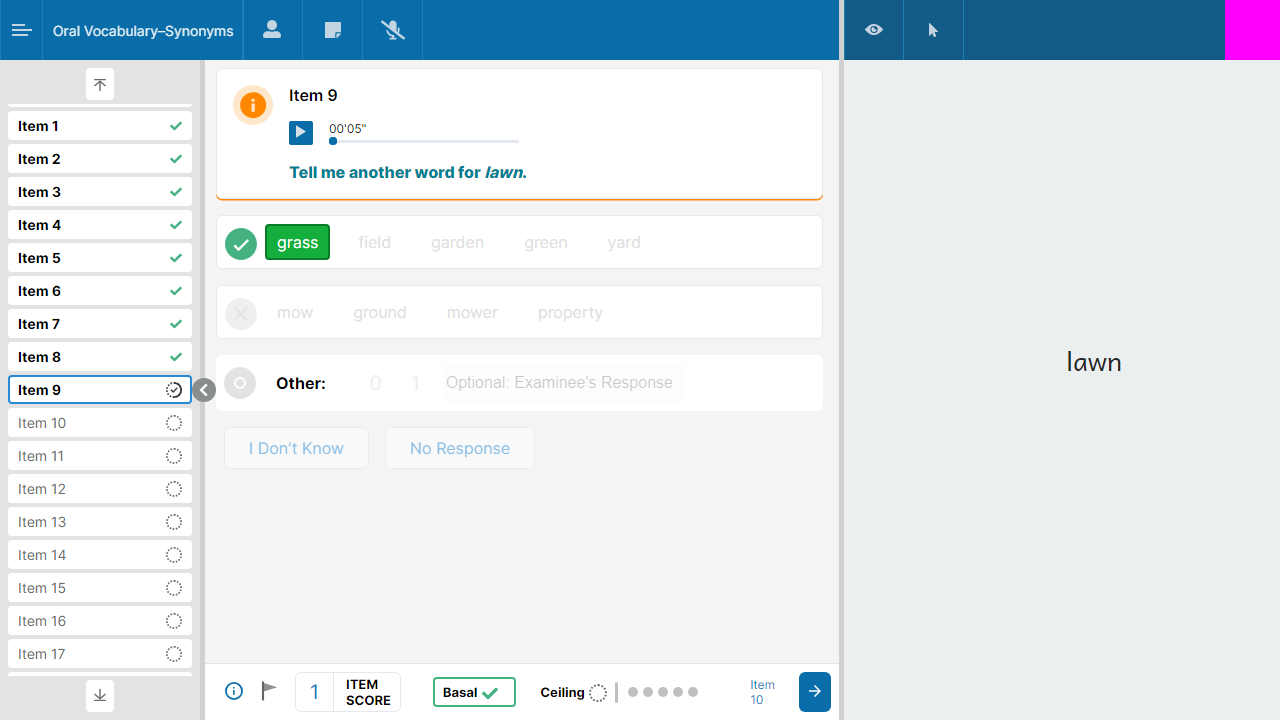 Oral Vocabulary–Synonyms
Item 1
Item 2
Item 3
Item 4
Item 5
Item 6
Item 7
Item 8
Item 9
Item 10
Item 11
Item 12
Item 13
Item 14
Item 15
Item 16
Item 17
Item 9
00'05"
Tell me another word for lawn.
grass field garden green yard
mow ground mower property
Other: 0 1 Optional: Examinee's Response
I Don't Know No Response
1 ITEM SCORE
Basal
Ceiling
Item 10
lawn